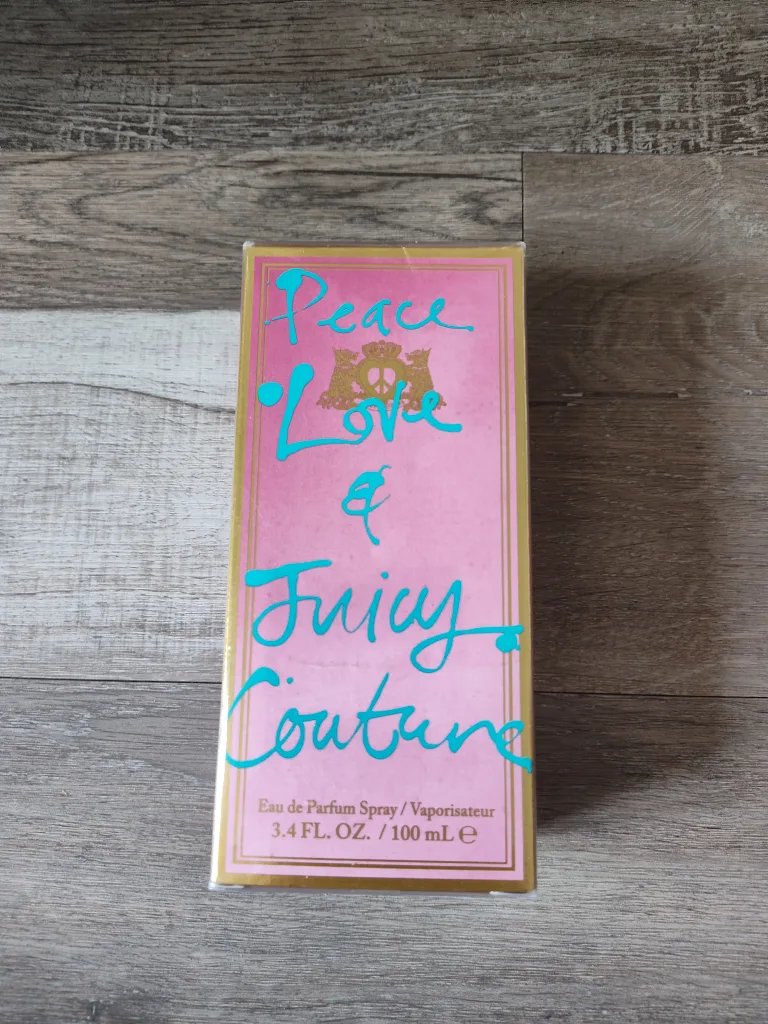 Peace
Love
&
Juicy
Couture
Eau de Parfum Spray / Vaporisateur
3.4 FL. OZ. / 100 mL ℮